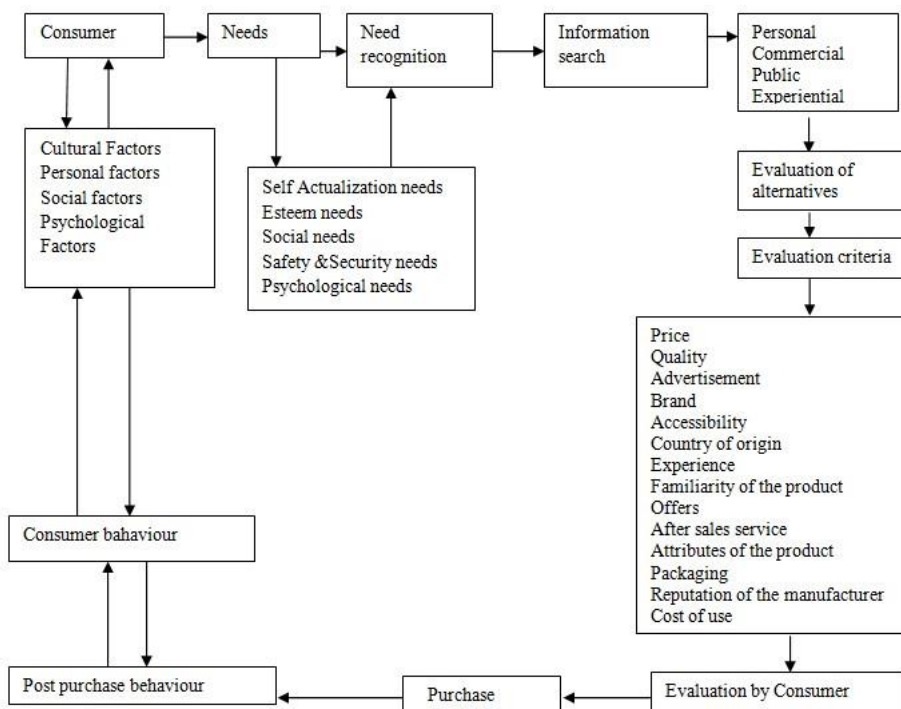 Consumer
Needs
Need
recognition
Information
search
Personal
Commercial
Public
Experiential
Cultural Factors
Personal factors
Social factors
Psychological
Factors
Self Actualization needs
Esteem needs
Social needs
Safety &Security needs
Psychological needs
Evaluation of
alternatives
Evaluation criteria
Price
Quality
Advertisement
Brand
Accessibility
Country of origin
Experience
Familiarity of the product
Offers
After sales service
Attributes of the product
Packaging
Reputation of the manufacturer
Cost of use
Consumer bahaviour
Post purchase behaviour
Purchase
Evaluation by Consumer